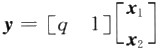 y = [q 1] [x₁
x₂]